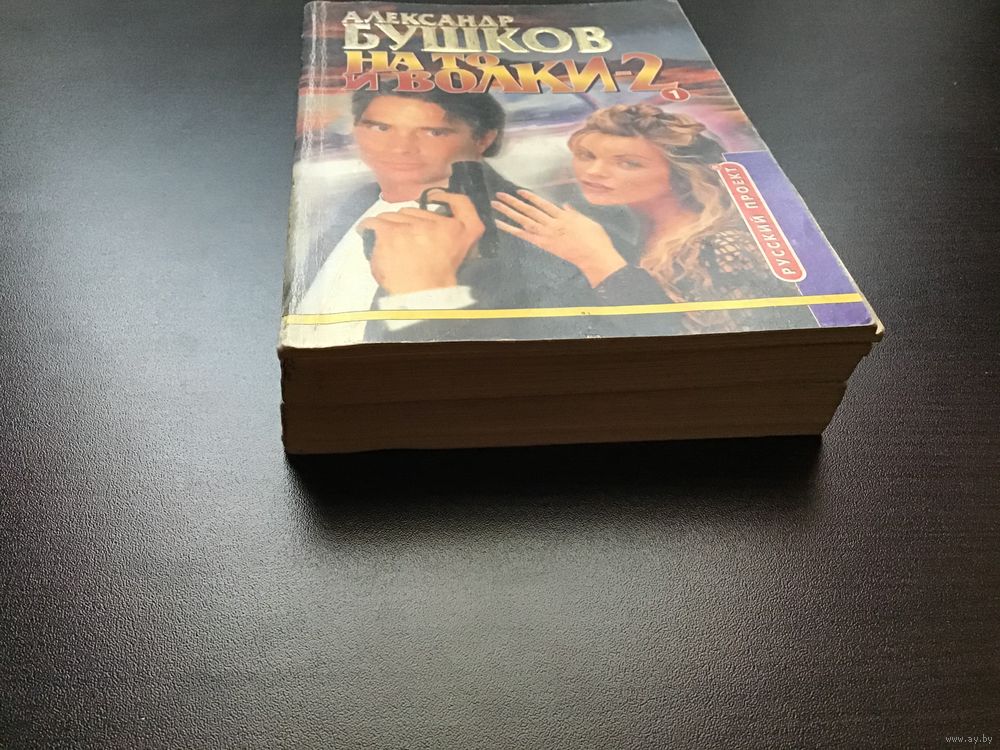 АЛЕКСАНДР
БУШКОВ
НА ТО
И ВОЛКИ-2
1
РУССКИЙ ПРОЕКТ
www.ay.by